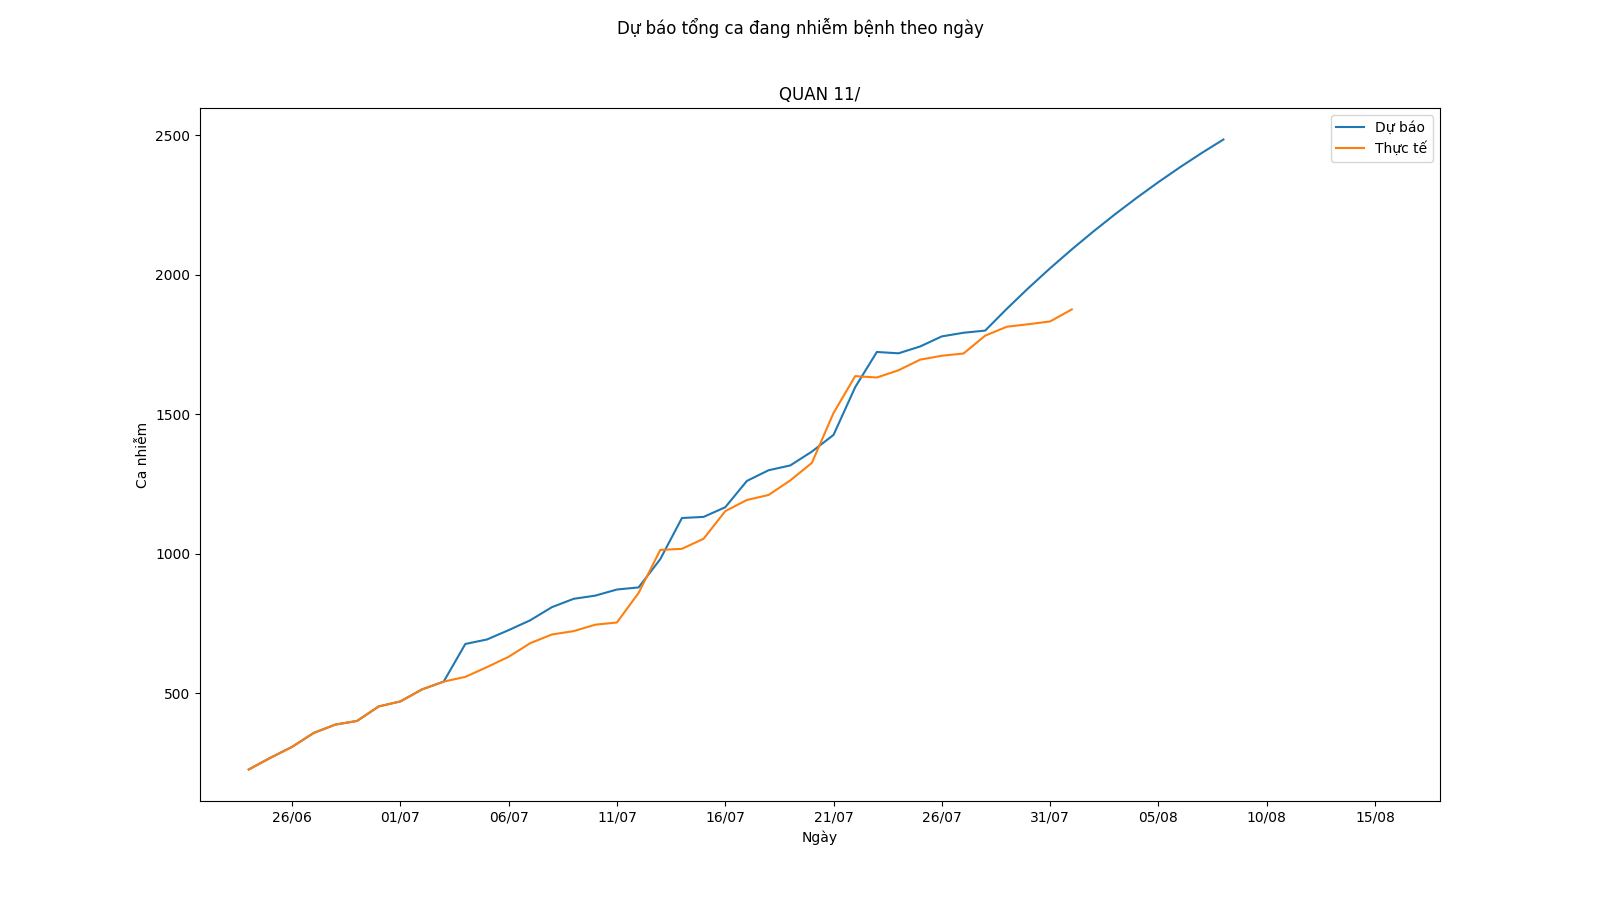 Dự báo tổng ca đang nhiễm bệnh theo ngày
QUAN 11/
Dự báo
Thực tế
2500
2000
1500
1000
500
Ca nhiễm
26/06 01/07 06/07 11/07 16/07 21/07 26/07 31/07 05/08 10/08 15/08
Ngày